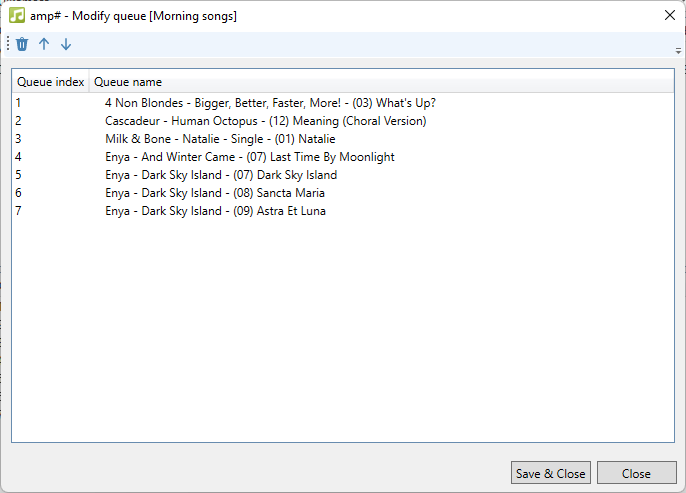 amp# - Modify queue [Morning songs]
Queue index Queue name
1 4 Non Blondes - Bigger, Better, Faster, More! - (03) What's Up?
2 Cascadeur - Human Octopus - (12) Meaning (Choral Version)
3 Milk & Bone - Natalie - Single - (01) Natalie
4 Enya - And Winter Came - (07) Last Time By Moonlight
5 Enya - Dark Sky Island - (07) Dark Sky Island
6 Enya - Dark Sky Island - (08) Sancta Maria
7 Enya - Dark Sky Island - (09) Astra Et Luna
Save & Close Close